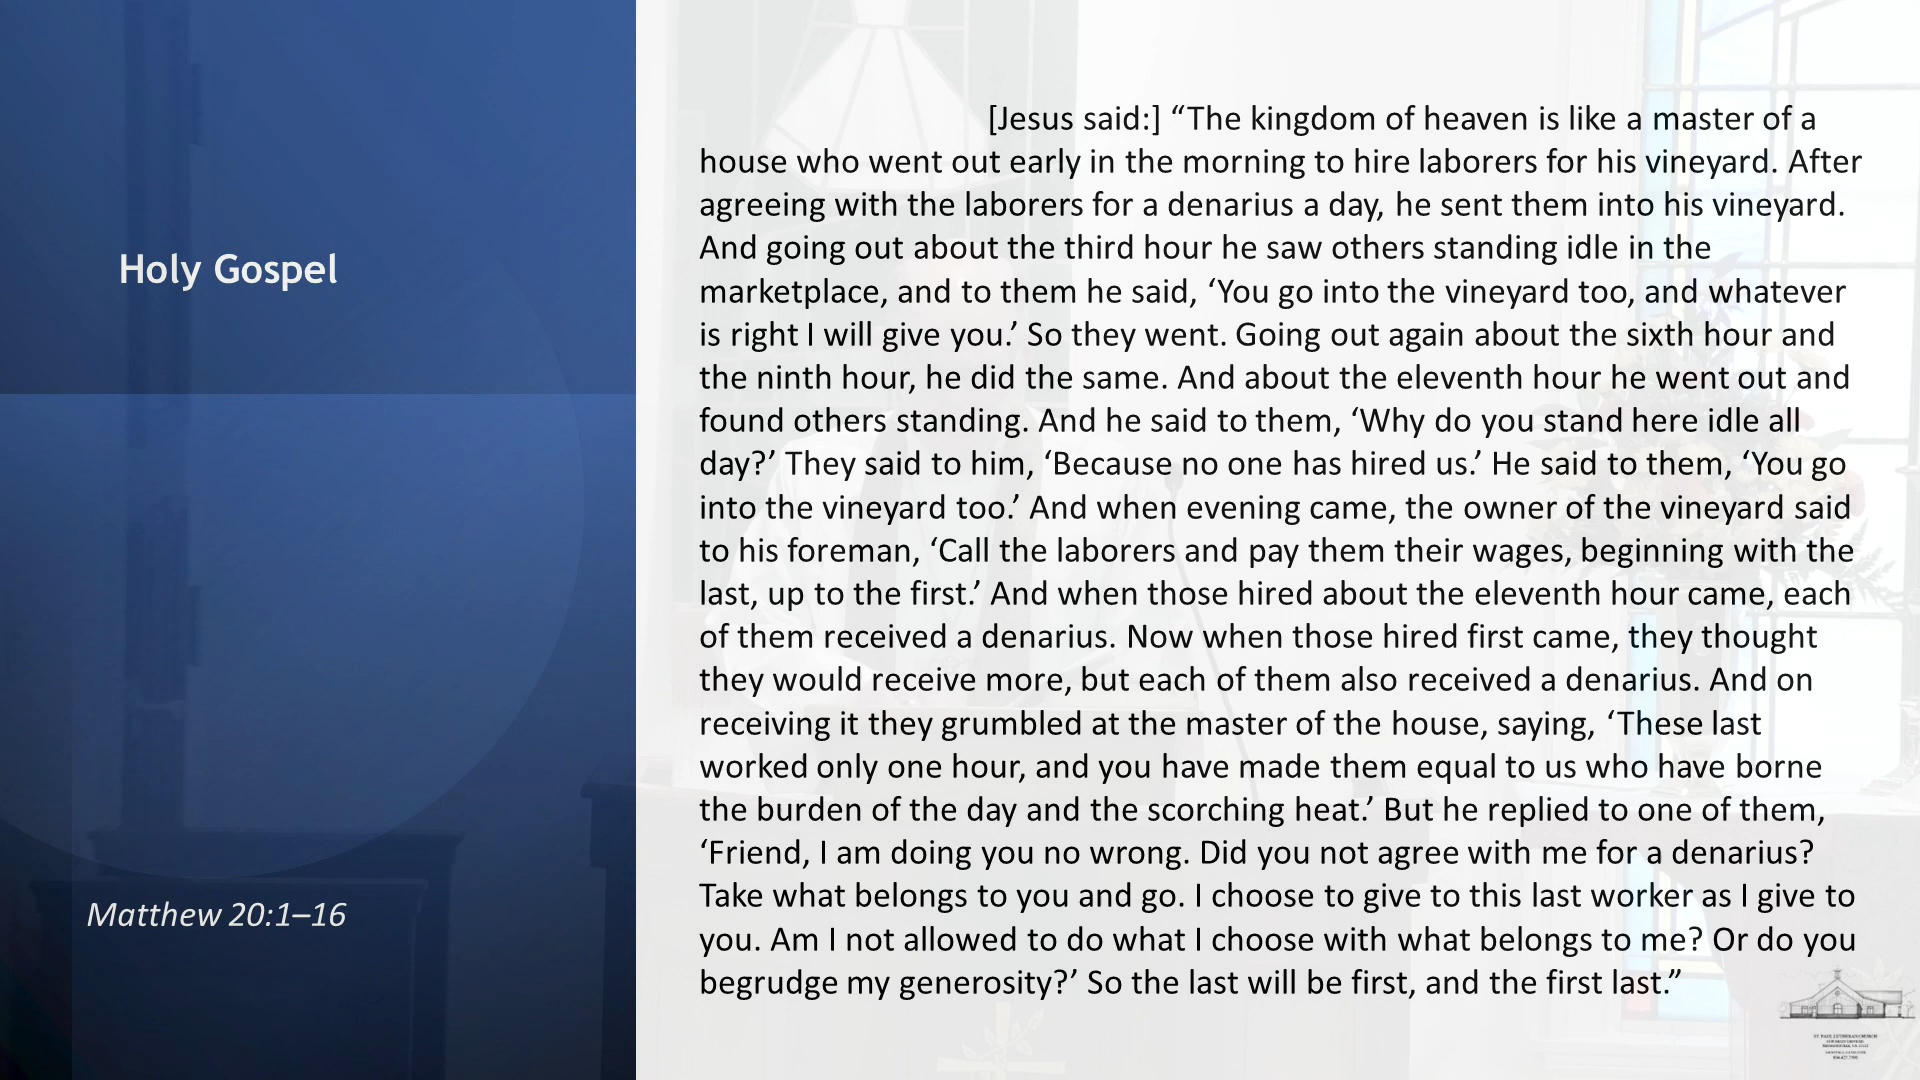 Holy Gospel
Matthew 20:1–16
[Jesus said:] “The kingdom of heaven is like a master of a
house who went out early in the morning to hire laborers for his vineyard. After
agreeing with the laborers for a denarius a day, he sent them into his vineyard.
And going out about the third hour he saw others standing idle in the
marketplace, and to them he said, ‘You go into the vineyard too, and whatever
is right I will give you.’ So they went. Going out again about the sixth hour and
the ninth hour, he did the same. And about the eleventh hour he went out and
found others standing. And he said to them, ‘Why do you stand here idle all
day?’ They said to him, ‘Because no one has hired us.’ He said to them, ‘You go
into the vineyard too.’ And when evening came, the owner of the vineyard said
to his foreman, ‘Call the laborers and pay them their wages, beginning with the
last, up to the first.’ And when those hired about the eleventh hour came, each
of them received a denarius. Now when those hired first came, they thought
they would receive more, but each of them also received a denarius. And on
receiving it they grumbled at the master of the house, saying, ‘These last
worked only one hour, and you have made them equal to us who have borne
the burden of the day and the scorching heat.’ But he replied to one of them,
‘Friend, I am doing you no wrong. Did you not agree with me for a denarius?
Take what belongs to you and go. I choose to give to this last worker as I give to
you. Am I not allowed to do what I choose with what belongs to me? Or do you
begrudge my generosity?’ So the last will be first, and the first last.”
ST. PAUL LUTHERAN CHURCH